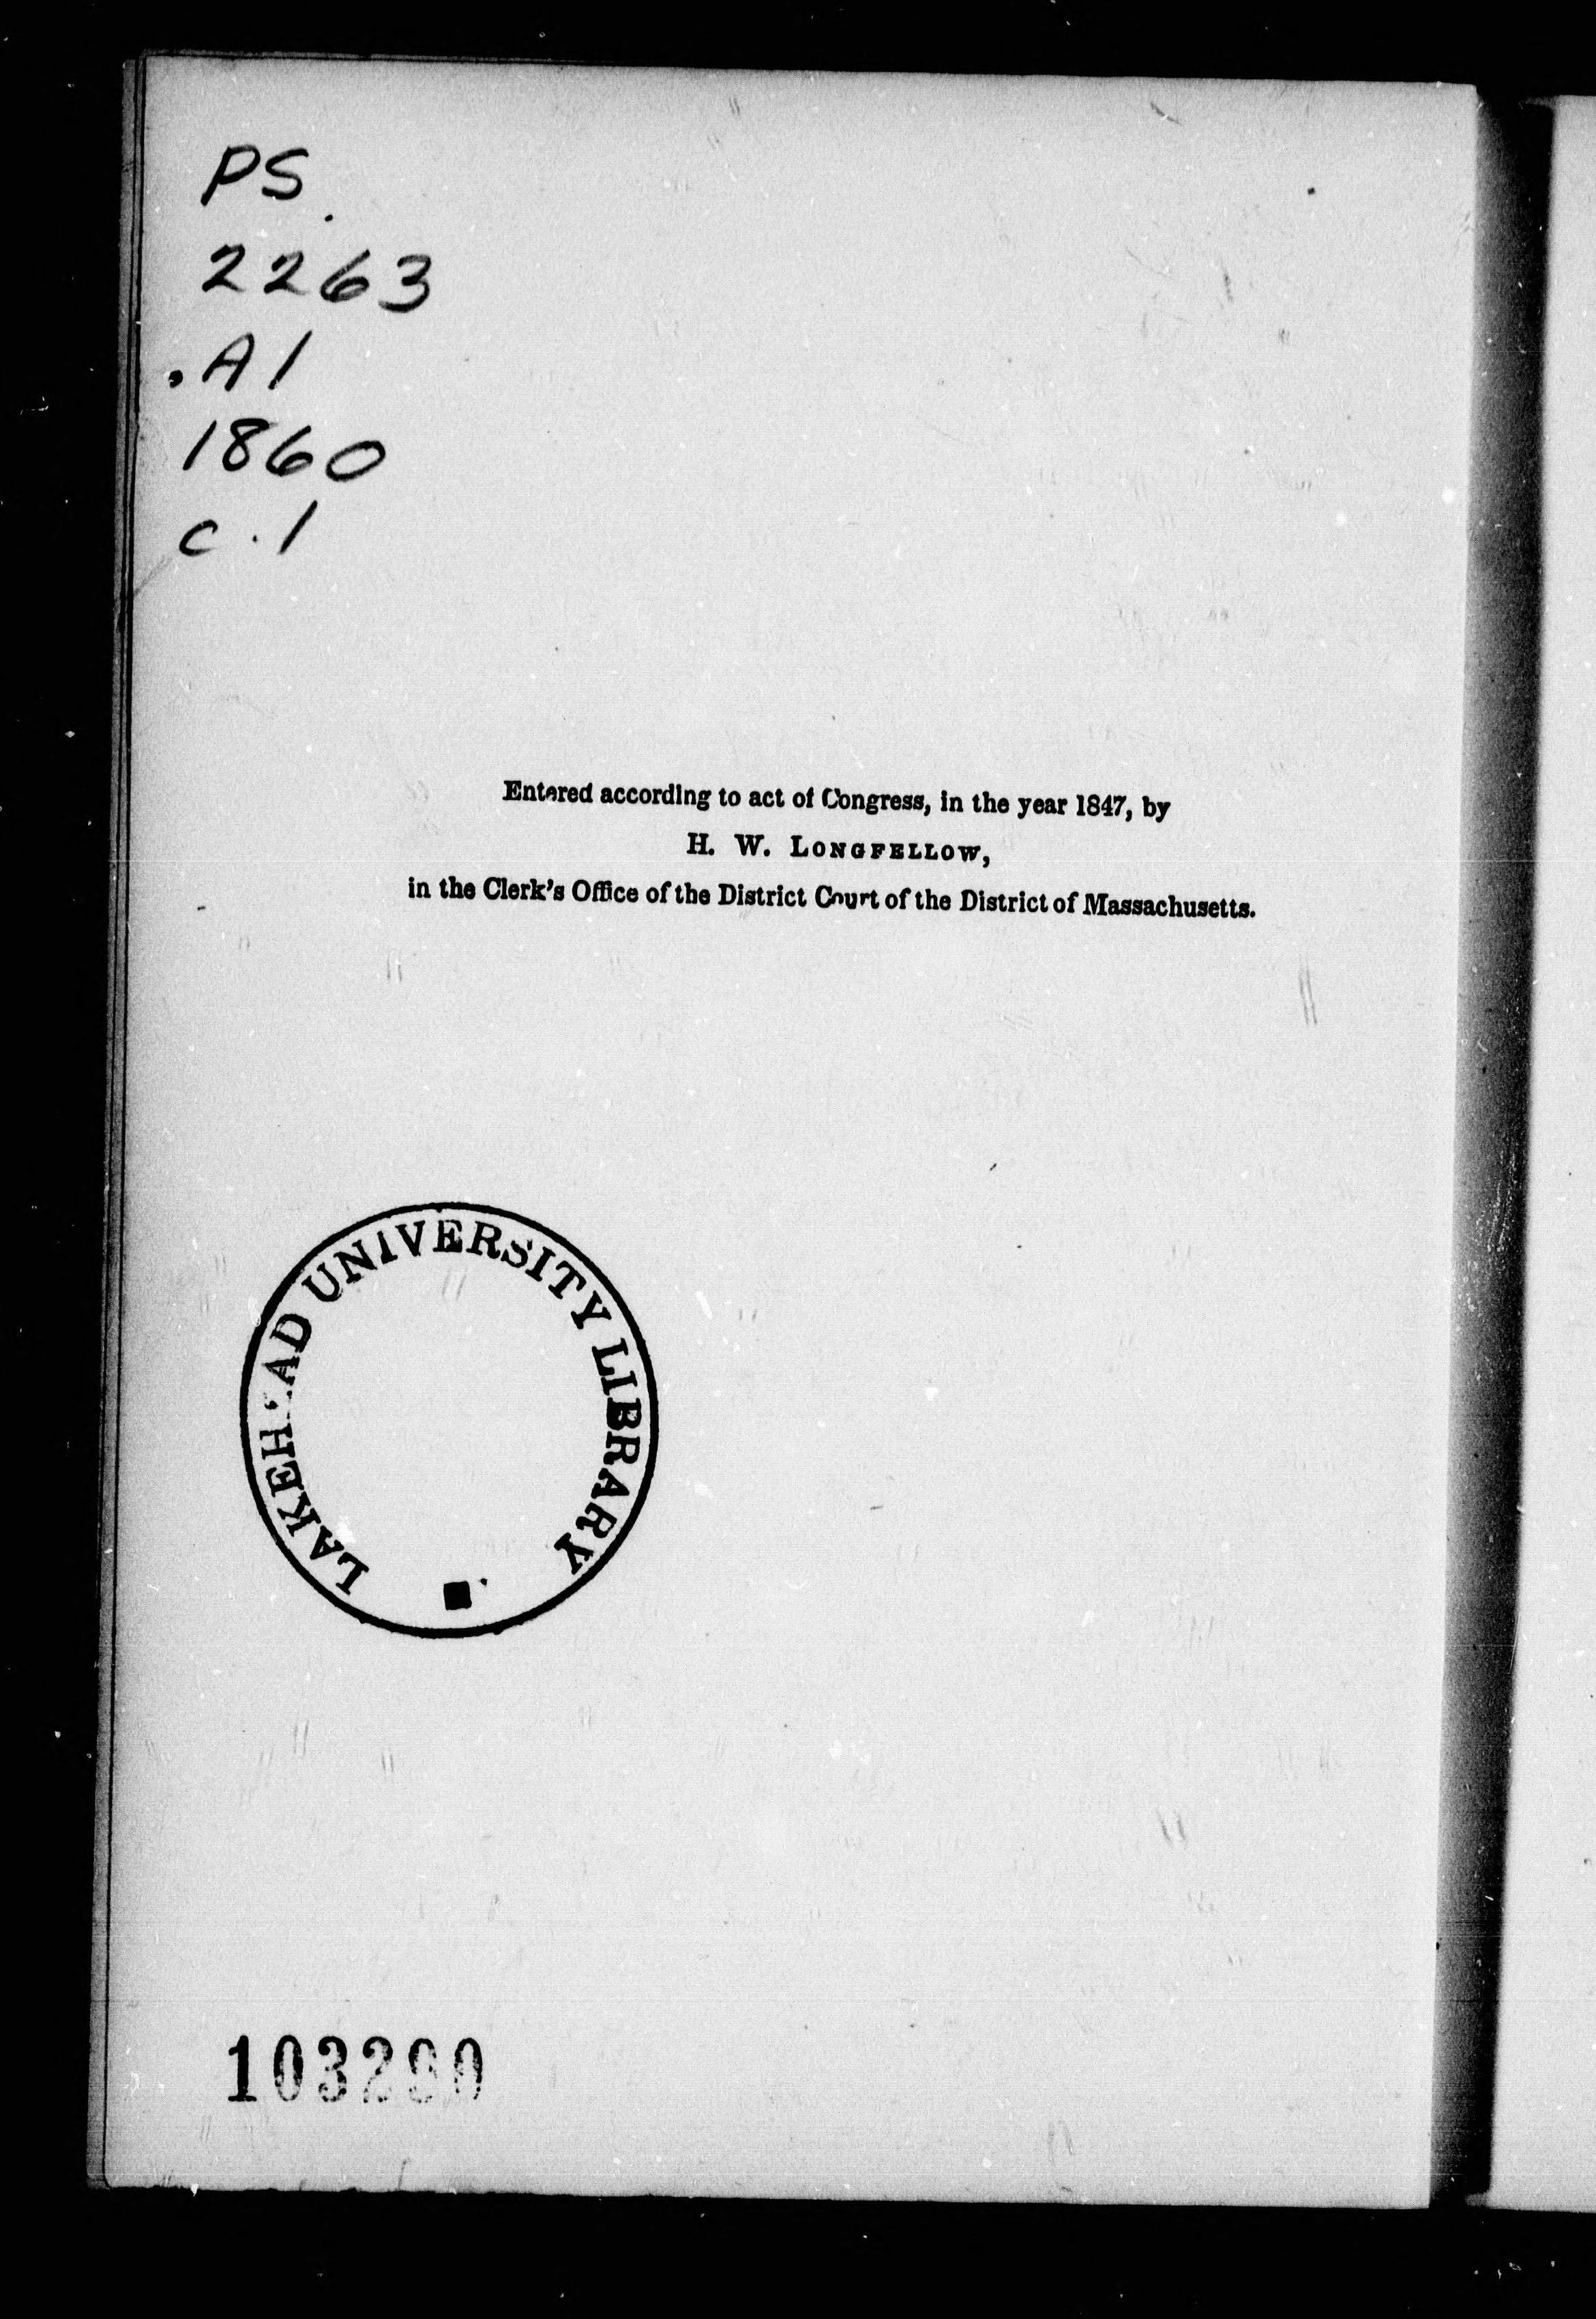 PS
2263
.A1
1860
c.1
Entered according to act of Congress, in the year 1847, by
H. W. LONGFELLOW,
in the Clerk's Office of the District Court of the District of Massachusetts.
LAKEHEAD UNIVERSITY LIBRARY